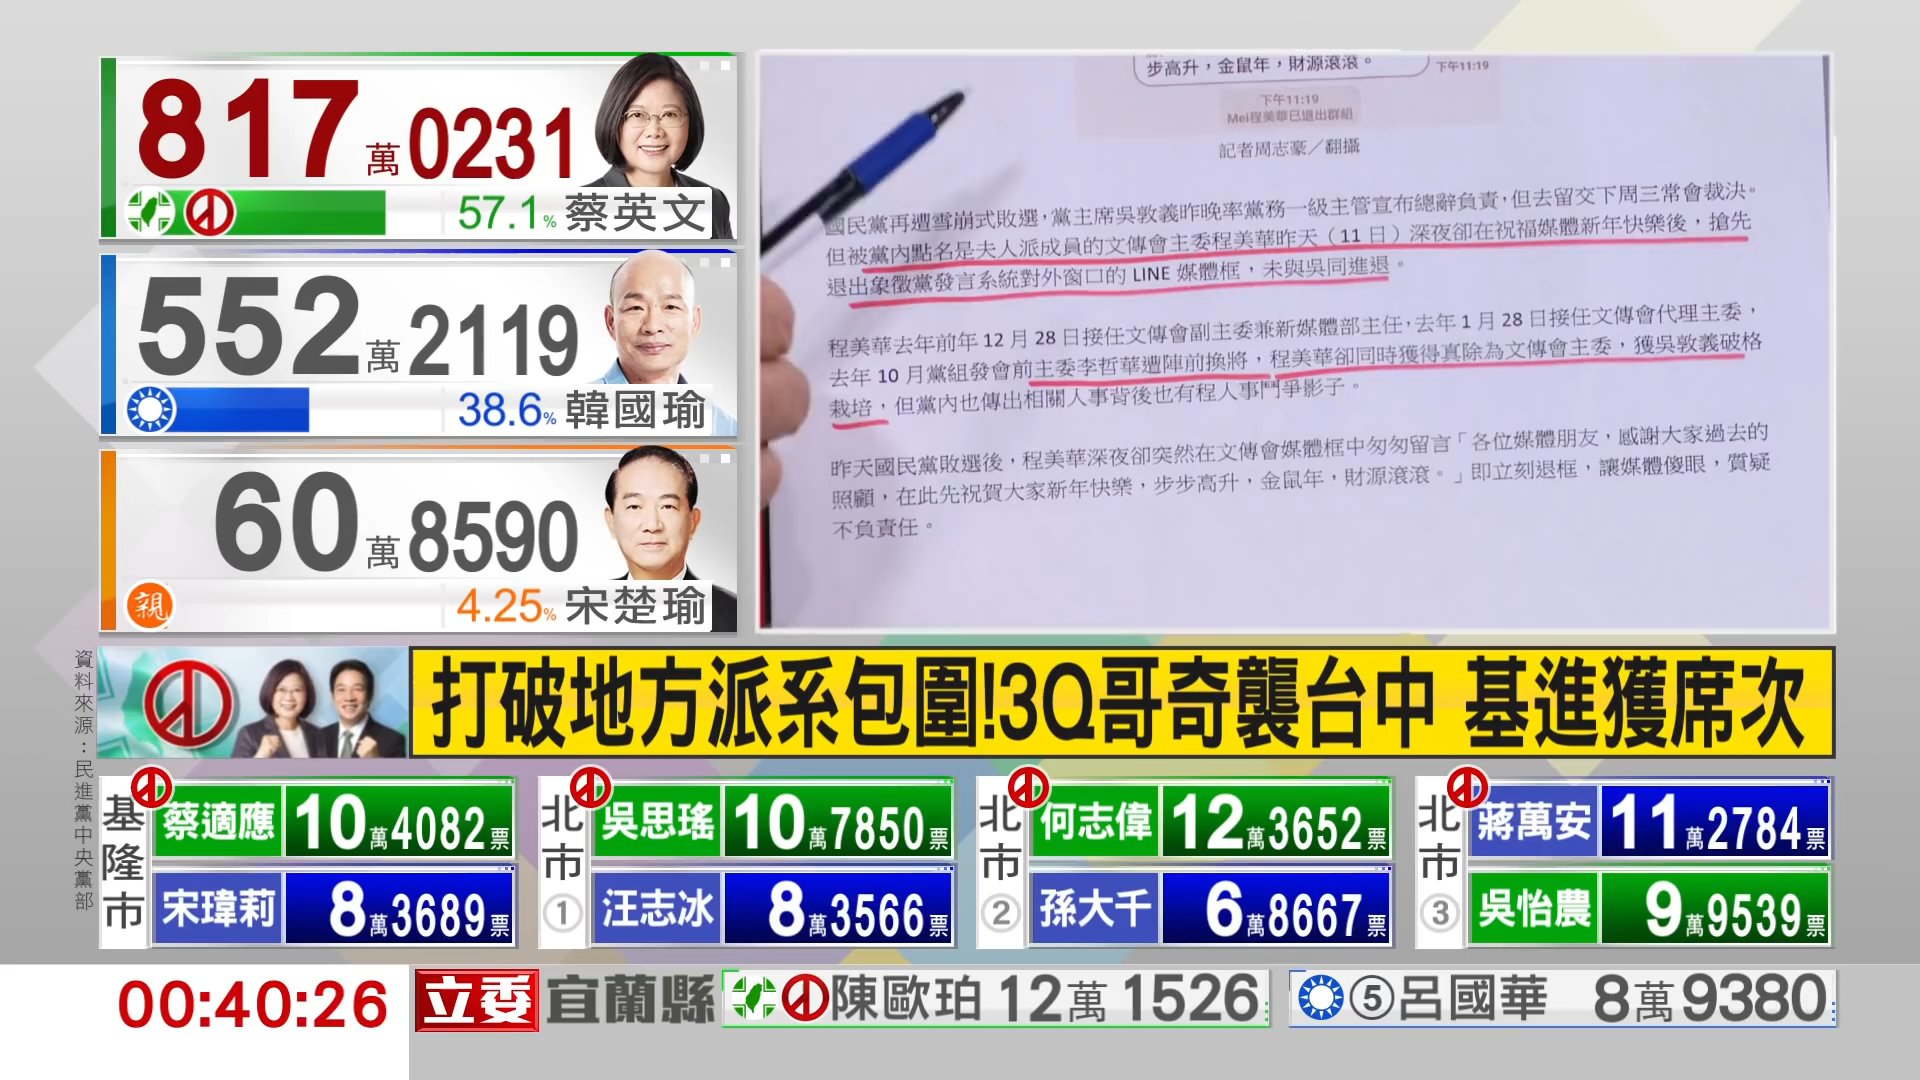 817萬0231
57.1% 蔡英文
552萬2119
38.6% 韓國瑜
60萬8590
親 4.25% 宋楚瑜
步高升，金鼠年，財源滾滾。
下午11:19
下午11:19
Mel程美華已退出群組
記者周志豪／翻攝
國民黨再遭雪崩式敗選，黨主席吳敦義昨晚率黨務一級主管宣布總辭負責，但去留交下周三常會裁決。
但被黨內點名是夫人派成員的文傳會主委程美華昨天（11日）深夜卻在祝福媒體新年快樂後，搶先
退出象徵黨發言系統對外窗口的 LINE 媒體框，未與吳同進退。
程美華去年前年 12 月 28 日接任文傳會副主委兼新媒體部主任，去年 1 月 28 日接任文傳會代理主委，
去年 10 月黨組發會前主委李哲華遭陣前換將，程美華卻同時獲得真除為文傳會主委，獲吳敦義破格
栽培，但黨內也傳出相關人事背後也有程人事鬥爭影子。
昨天國民黨敗選後，程美華深夜卻突然在文傳會媒體框中匆匆留言「各位媒體朋友，感謝大家過去的
照顧，在此先祝賀大家新年快樂，步步高升，金鼠年，財源滾滾。」即立刻退框，讓媒體傻眼，質疑
不負責任。
資料來源：民進黨中央黨部
打破地方派系包圍!3Q哥奇襲台中 基進獲席次
基隆市
蔡適應 10萬4082票
宋瑋莉 8萬3689票
北市①
吳思瑤 10萬7850票
汪志冰 8萬3566票
北市②
何志偉 12萬3652票
孫大千 6萬8667票
北市③
蔣萬安 11萬2784票
吳怡農 9萬9539票
00:40:26
立委 宜蘭縣 陳歐珀 12萬1526 ⑤呂國華 8萬9380